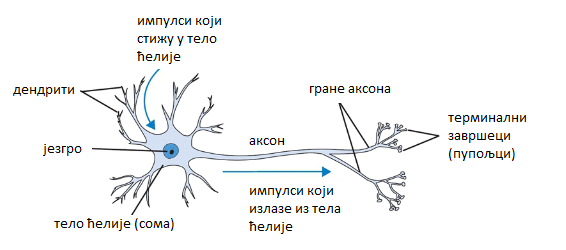 импулси који
стижу у тело
ћелије
дендрити
гране аксона
терминални
завршеци
(пупољци)
аксон
језгро
импулси који
излазе из тела
ћелије
тело ћелије (сома)